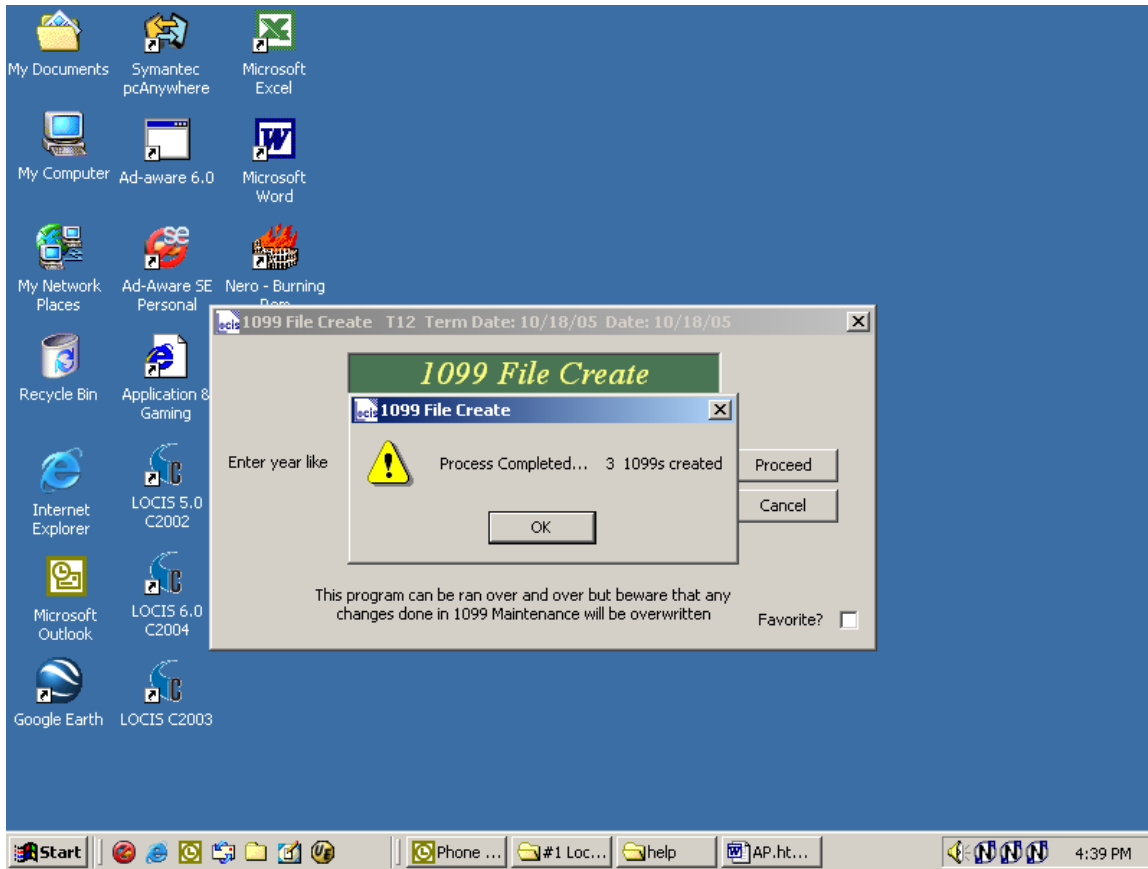 My Documents
Symantec
pcAnywhere
Microsoft
Excel
My Computer
Ad-aware 6.0
Microsoft
Word
My Network
Places
Ad-Aware SE
Personal
Nero - Burning
1099 File Create T12 Term Date: 10/18/05 Date: 10/18/05
1099 File Create
1099 File Create
Process Completed... 3 1099s created
OK
Enter year like
Proceed
Cancel
This program can be ran over and over but beware that any
changes done in 1099 Maintenance will be overwritten
Favorite?
Recycle Bin
Application &
Gaming
Internet
Explorer
LOCIS 5.0
C2002
Microsoft
Outlook
LOCIS 6.0
C2004
Google Earth
LOCIS C2003
Start
Phone ...
#1 Loc...
help
AP.ht...
4:39 PM